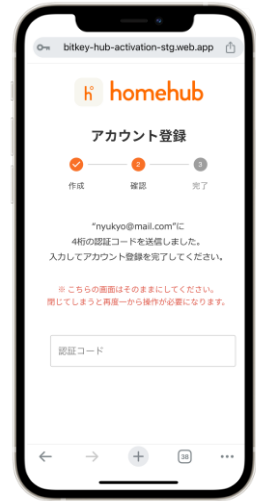 bitkey-hub-activation-stg.web.app
h homehub
アカウント登録
2
3
作成
確認
完了
"nyukyo@mail.com"に
4桁の認証コードを送信しました。
入力してアカウント登録を完了してください。
※ こちらの画面はそのままにしてください。
閉じてしまうと再度一から操作が必要になります。
認証コード
38